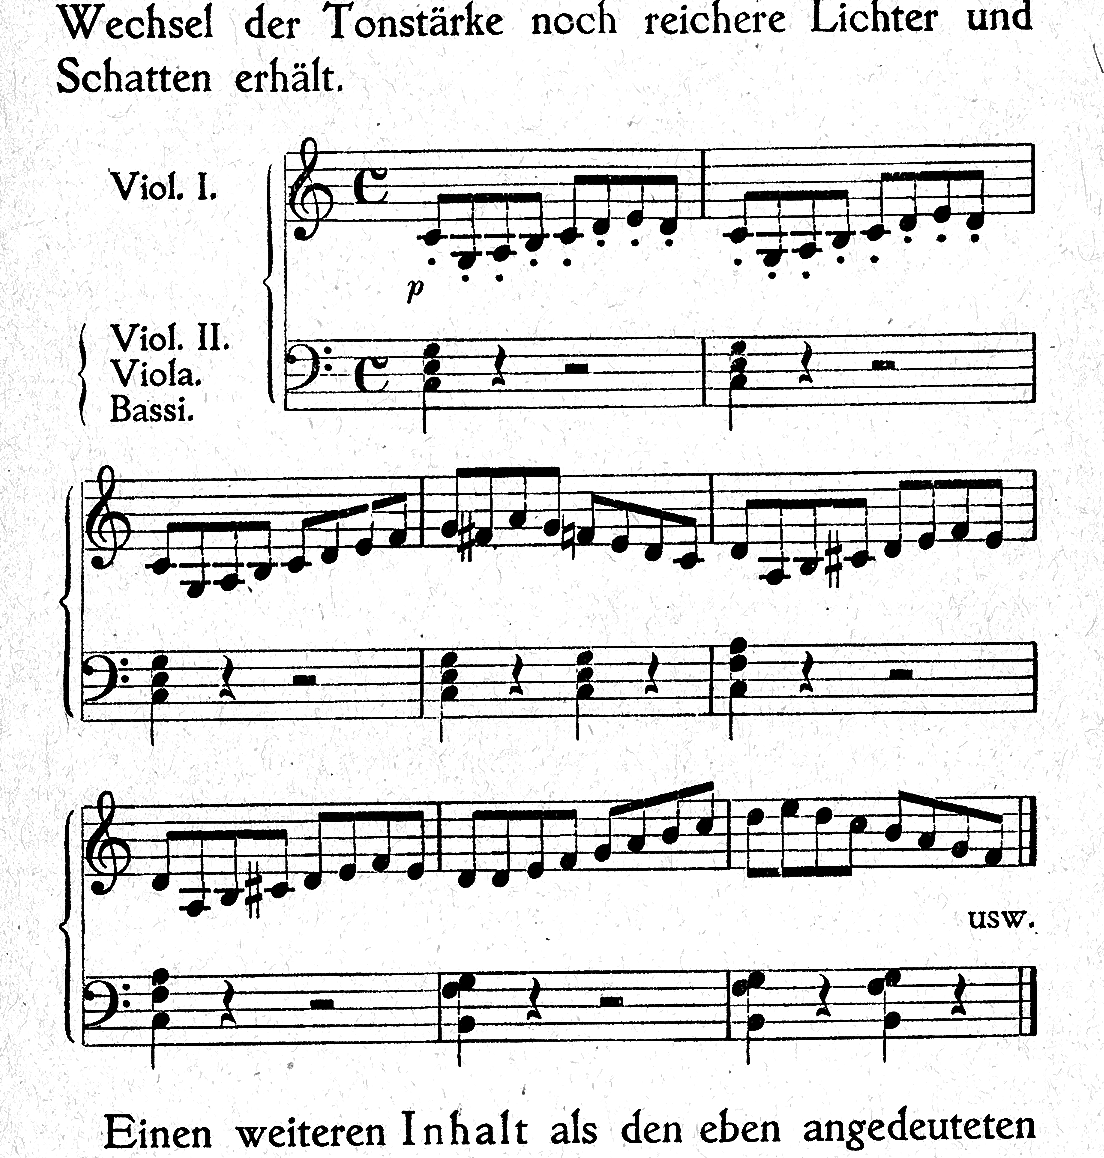 Wechsel der Tonstärke noch reichere Lichter und
Schatten erhält.
Viol. I.
p
Viol. II.
Viola.
Bassi.
usw.
Einen weiteren Inhalt als den eben angedeuteten